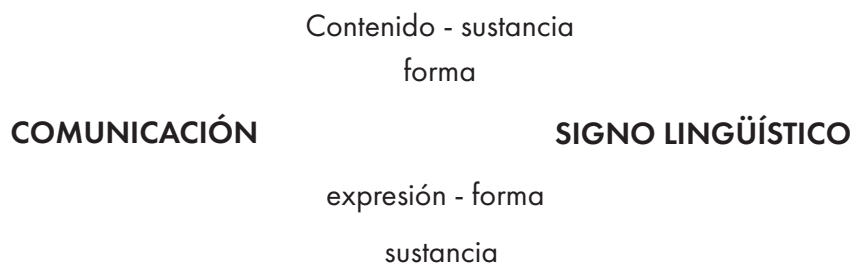 Contenido - sustancia
forma
COMUNICACIÓN SIGNO LINGÜÍSTICO
expresión - forma
sustancia